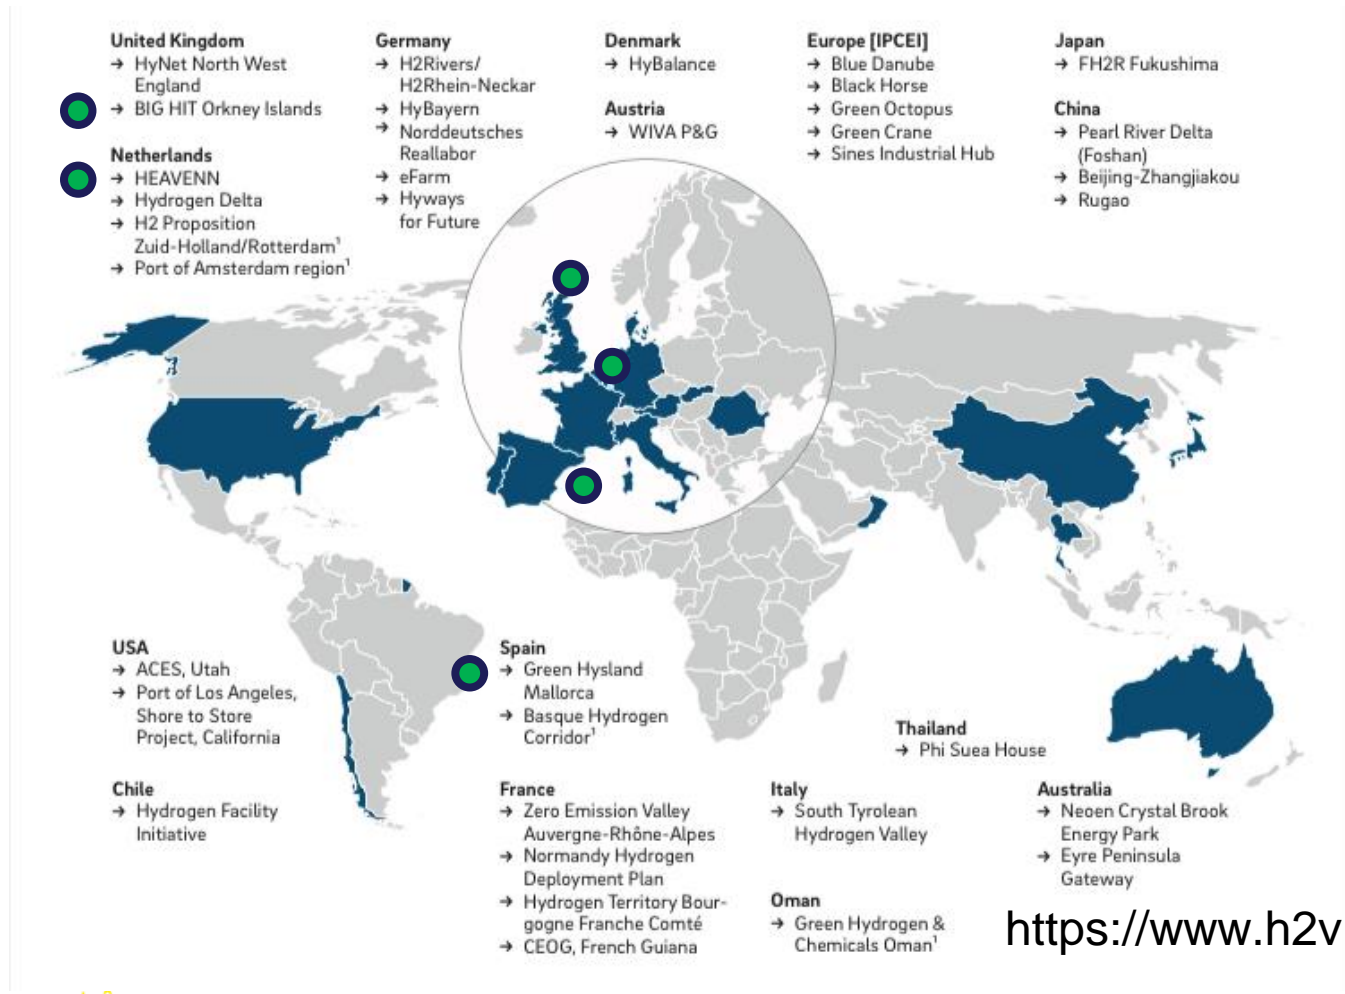 United Kingdom
→ HyNet North West
England
→ BIG HIT Orkney Islands
Netherlands
→ HEAVENN
→ Hydrogen Delta
→ H2 Proposition
Zuid-Holland/Rotterdam¹
→ Port of Amsterdam region¹
Germany
→ H2Rivers/
H2Rhein-Neckar
→ HyBayern
→ Norddeutsches
Reallabor
→ eFarm
→ Hyways
for Future
Denmark
→ HyBalance
Austria
→ WIVA P&G
Europe [IPCEI]
→ Blue Danube
→ Black Horse
→ Green Octopus
→ Green Crane
→ Sines Industrial Hub
Japan
→ FH2R Fukushima
China
→ Pearl River Delta
(Foshan)
→ Beijing-Zhangjiakou
→ Rugao
USA
→ ACES, Utah
→ Port of Los Angeles,
Shore to Store
Project, California
Chile
→ Hydrogen Facility
Initiative
Spain
→ Green Hysland
Mallorca
→ Basque Hydrogen
Corridor¹
France
→ Zero Emission Valley
Auvergne-Rhône-Alpes
→ Normandy Hydrogen
Deployment Plan
→ Hydrogen Territory Bour-
gogne Franche Comté
→ CEOG, French Guiana
Italy
→ South Tyrolean
Hydrogen Valley
Oman
→ Green Hydrogen &
Chemicals Oman¹
Thailand
→ Phi Suea House
Australia
→ Neoen Crystal Brook
Energy Park
→ Eyre Peninsula
Gateway
https://www.h2v